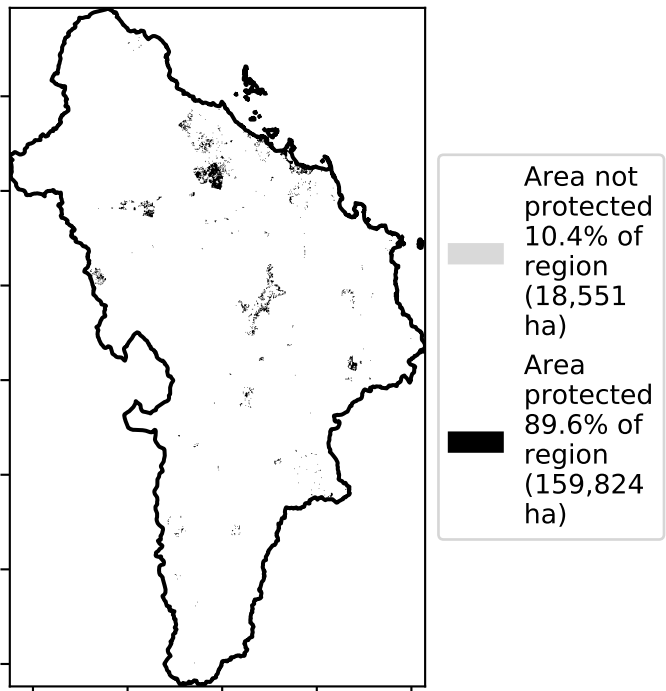 Area not
protected
10.4% of
region
(18,551
ha)
Area
protected
89.6% of
region
(159,824
ha)